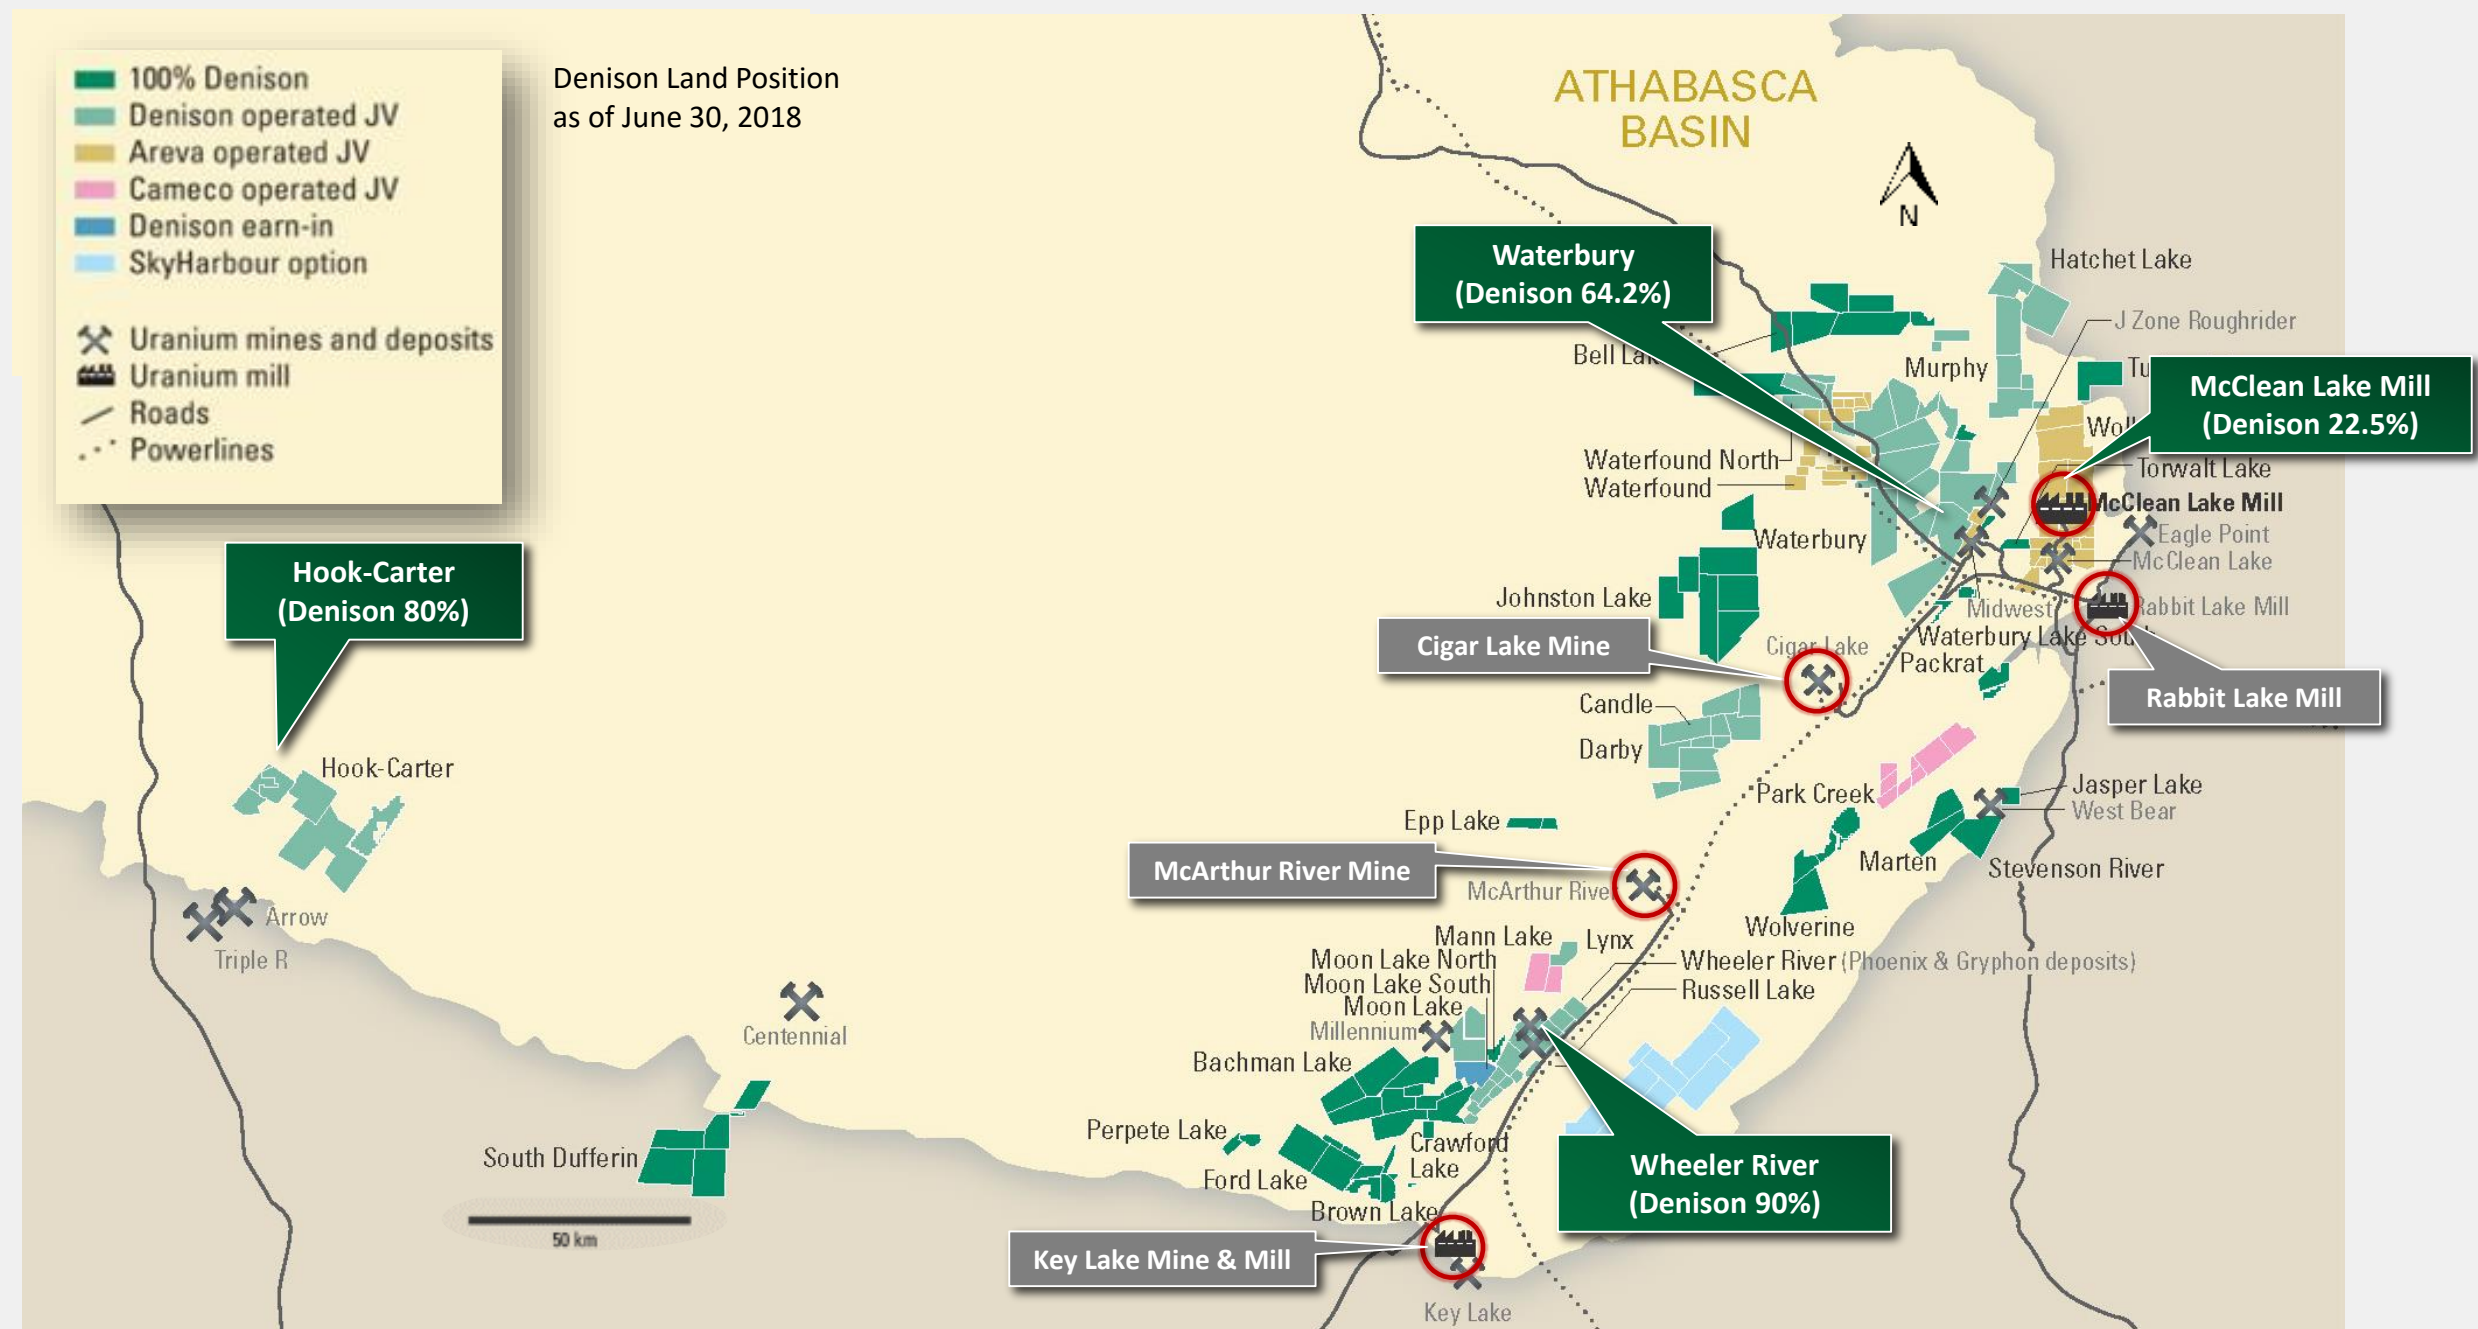 100% Denison
Denison operated JV
Areva operated JV
Cameco operated JV
Denison earn-in
SkyHarbour option
Uranium mines and deposits
Uranium mill
Roads
Powerlines
Denison Land Position
as of June 30, 2018
ATHABASCA
BASIN
N
Waterbury
(Denison 64.2%)
Hatchet Lake
J Zone Roughrider
Bell
Murphy
McClean Lake Mill
(Denison 22.5%)
Waterfound North
Waterfound
Torwalt Lake
McClean Lake Mill
Eagle Point
McClean Lake
Waterbury
Hook-Carter
(Denison 80%)
Johnston Lake
Midwest
Rabbit Lake Mill
Cigar Lake Mine
Cigar Lake
Waterbury Lake South
Packrat
Rabbit Lake Mill
Candle
Darby
Hook-Carter
Park Creek
Jasper Lake
West Bear
Epp Lake
Marten
Stevenson River
McArthur River Mine
McArthur River
Arrow
Triple R
Wolverine
Mann Lake
Lynx
Moon Lake North
Wheeler River (Phoenix & Gryphon deposits)
Moon Lake South
Russell Lake
Moon Lake
Millennium
Centennial
Bachman Lake
Perpete Lake
Crawford
Lake
South Dufferin
Ford Lake
Wheeler River
(Denison 90%)
Brown Lake
50 km
Key Lake Mine & Mill
Key Lake